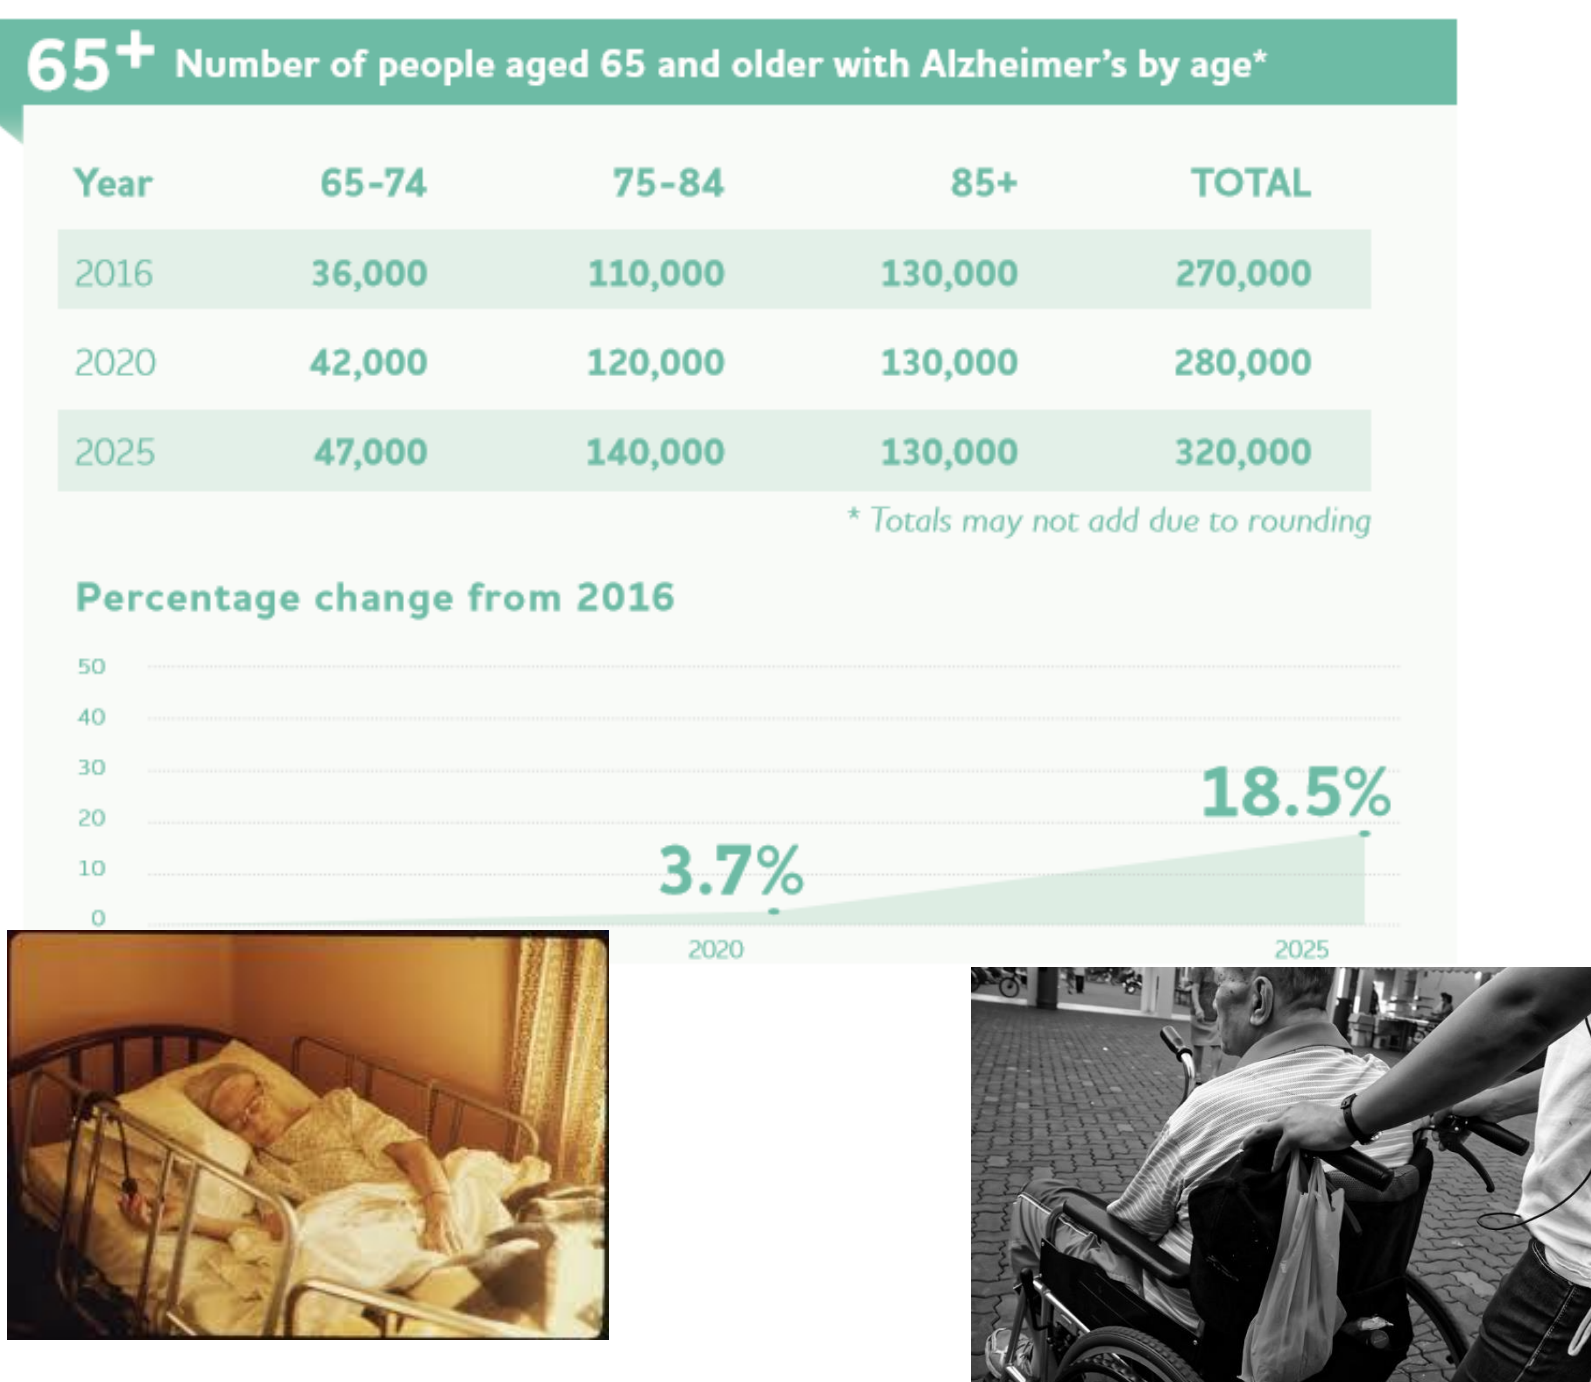 65+ Number of people aged 65 and older with Alzheimer's by age*
Year 65-74 75-84 85+ TOTAL
2016 36,000 110,000 130,000 270,000
2020 42,000 120,000 130,000 280,000
2025 47,000 140,000 130,000 320,000
* Totals may not add due to rounding
Percentage change from 2016
50
40
30
18.5%
20
3.7%
10
0
2020 2025